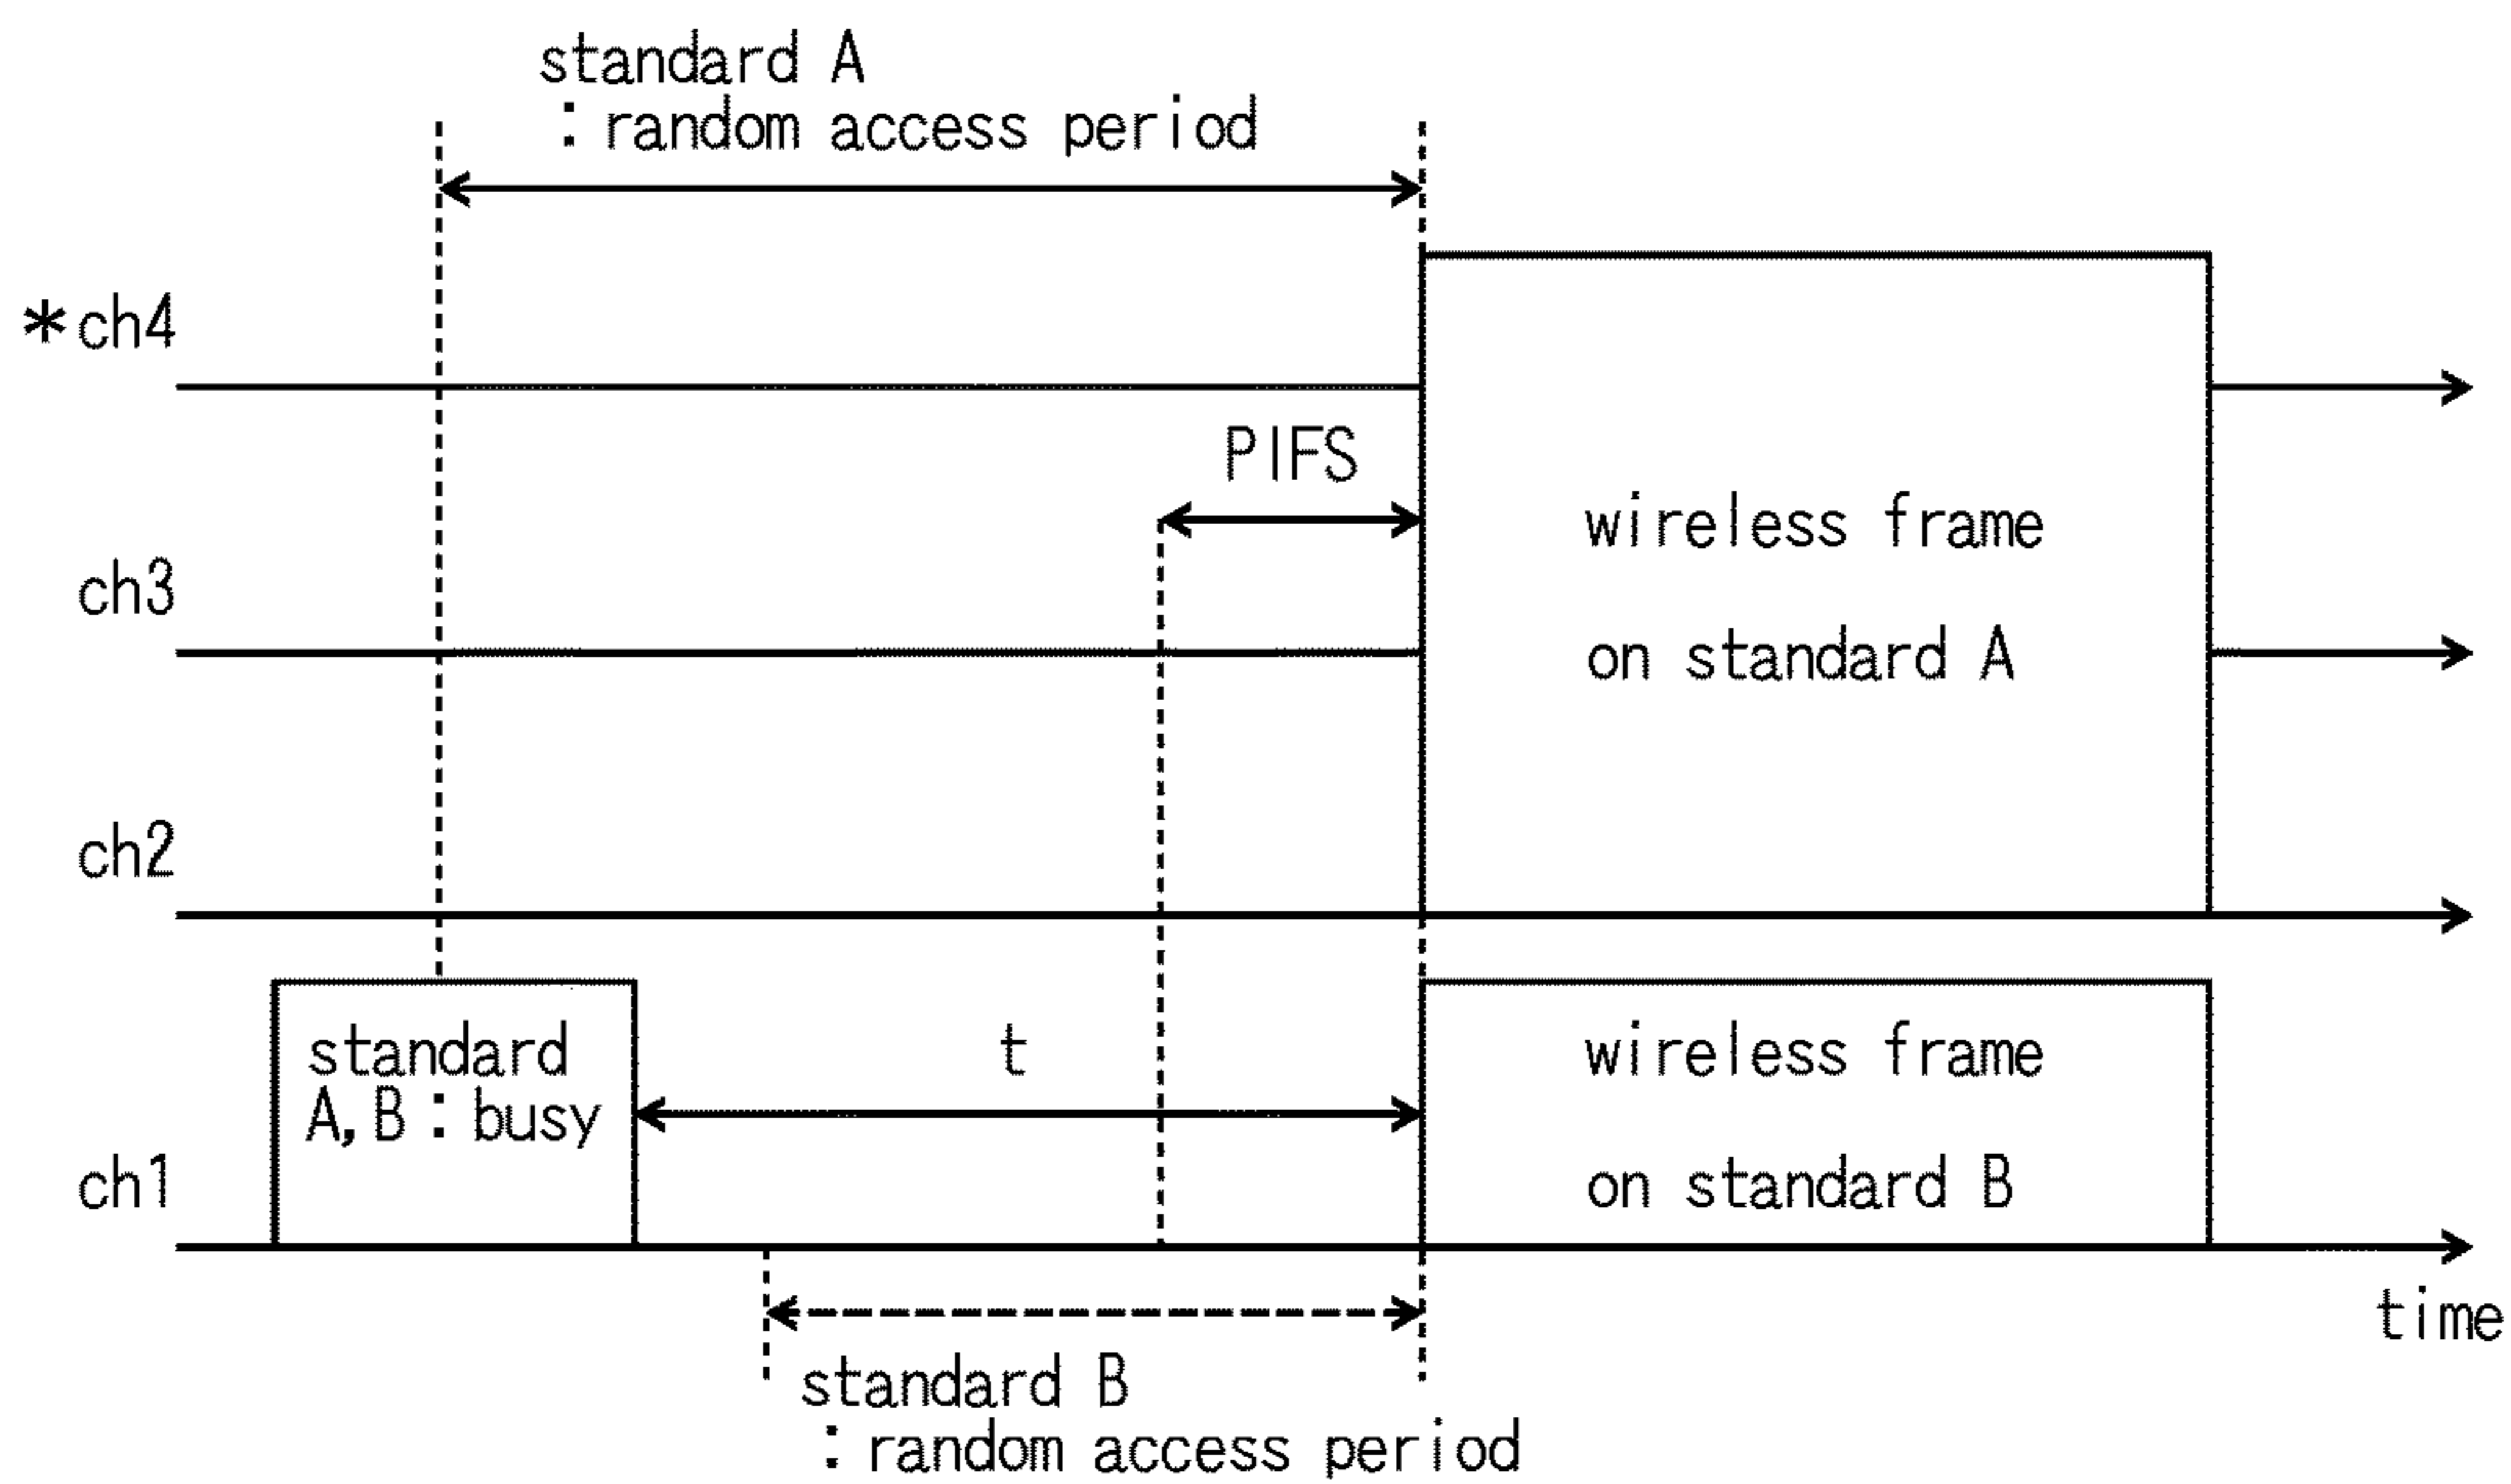 standard A
: random access period
*ch4
PIFS
wireless frame
ch3
on standard A
ch2
standard
A, B : busy
t
wireless frame
ch1
on standard B
time
standard B
: random access period